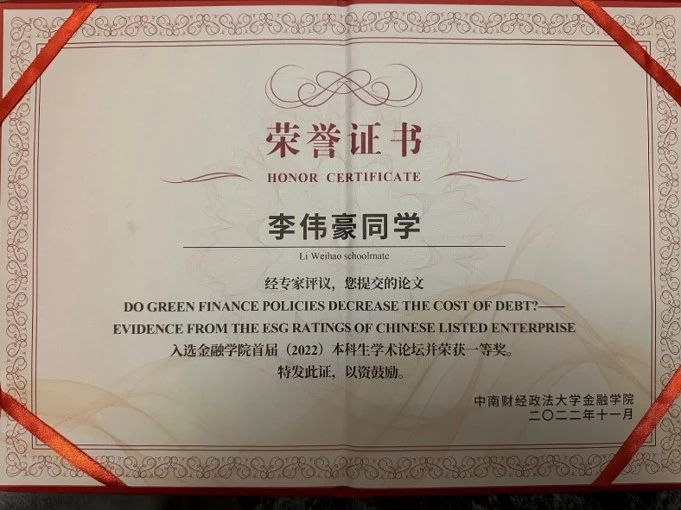 荣誉证书
HONOR CERTIFICATE
李伟豪同学
Li Weihao schoolmate
经专家评议，您提交的论文
DO GREEN FINANCE POLICIES DECREASE THE COST OF DEBT?——
EVIDENCE FROM THE ESG RATINGS OF CHINESE LISTED ENTERPRISE
入选金融学院首届（2022）本科生学术论坛并荣获一等奖。
特发此证，以资鼓励。
中南财经政法大学金融学院
二〇二二年十一月